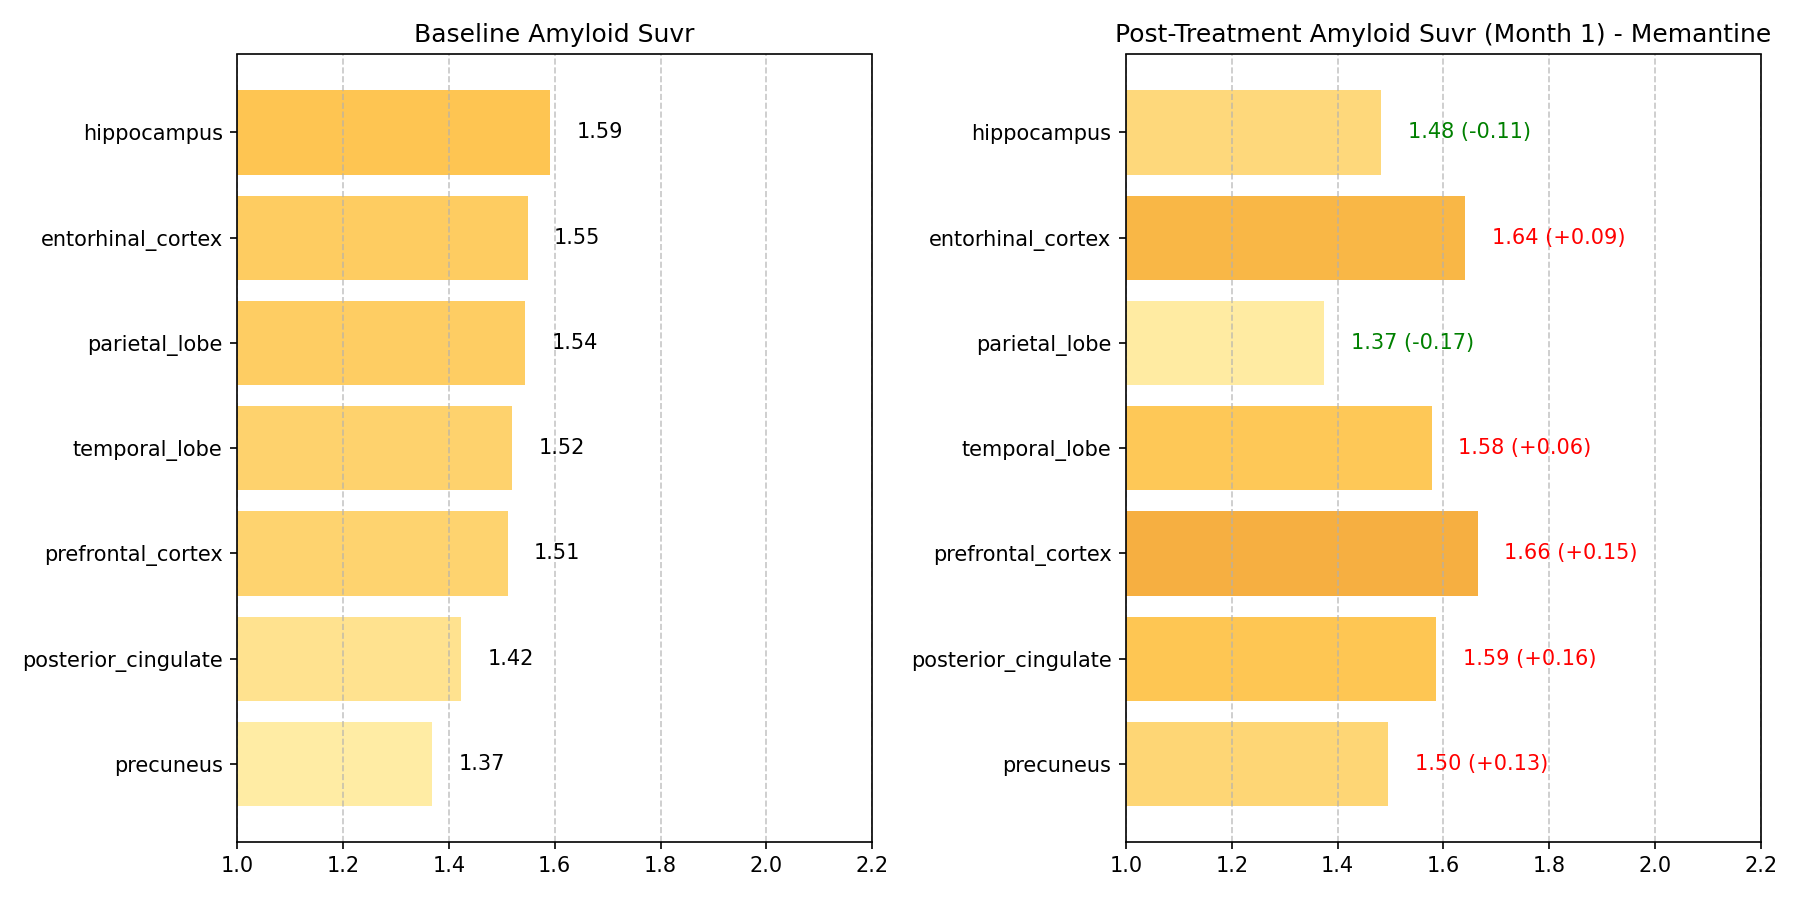 Baseline Amyloid Suvr
hippocampus 1.59
entorhinal_cortex 1.55
parietal_lobe 1.54
temporal_lobe 1.52
prefrontal_cortex 1.51
posterior_cingulate 1.42
precuneus 1.37
1.0 1.2 1.4 1.6 1.8 2.0 2.2
Post-Treatment Amyloid Suvr (Month 1) - Memantine
hippocampus 1.48 (-0.11)
entorhinal_cortex 1.64 (+0.09)
parietal_lobe 1.37 (-0.17)
temporal_lobe 1.58 (+0.06)
prefrontal_cortex 1.66 (+0.15)
posterior_cingulate 1.59 (+0.16)
precuneus 1.50 (+0.13)
1.0 1.2 1.4 1.6 1.8 2.0 2.2